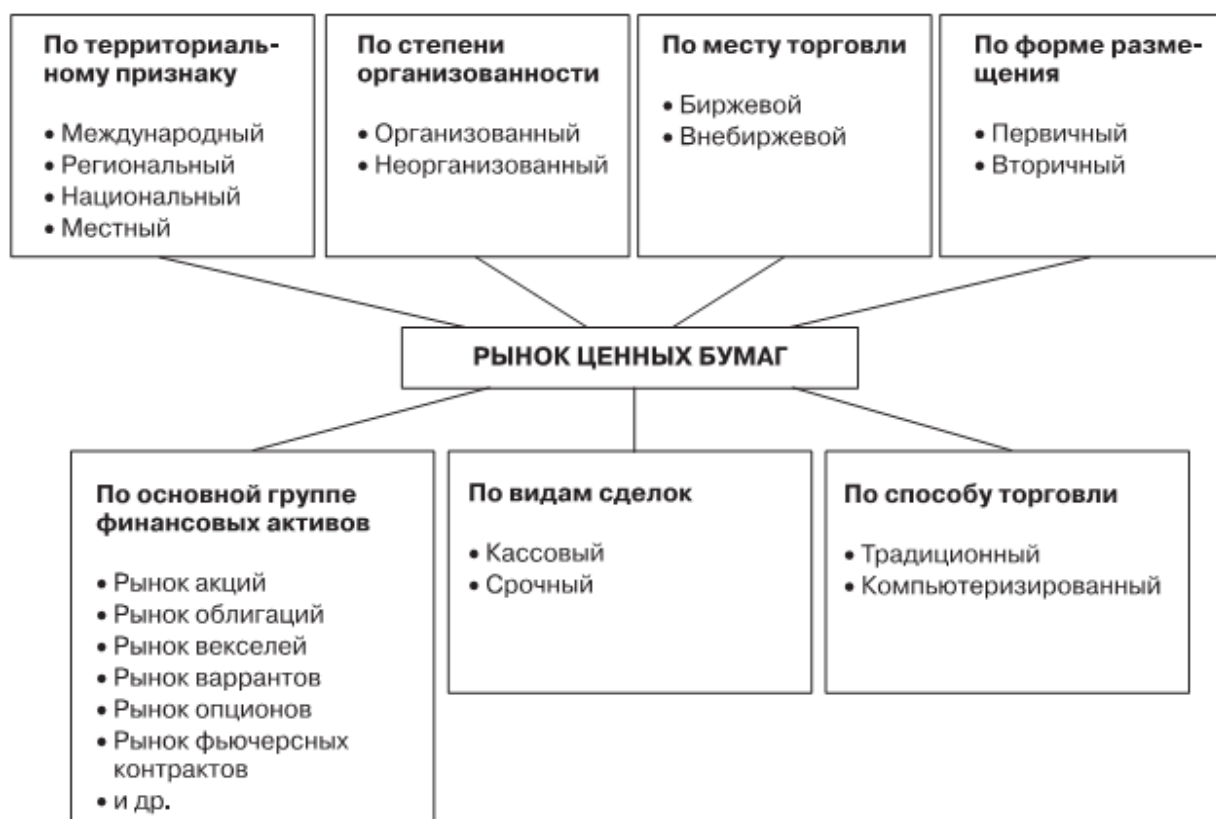 По территориаль-
ному признаку
• Международный
• Региональный
• Национальный
• Местный
По степени
организованности
• Организованный
• Неорганизованный
По месту торговли
• Биржевой
• Внебиржевой
По форме разме-
щения
• Первичный
• Вторичный
РЫНОК ЦЕННЫХ БУМАГ
По основной группе
финансовых активов
• Рынок акций
• Рынок облигаций
• Рынок векселей
• Рынок варрантов
• Рынок опционов
• Рынок фьючерсных
контрактов
• и др.
По видам сделок
• Кассовый
• Срочный
По способу торговли
• Традиционный
• Компьютеризированный